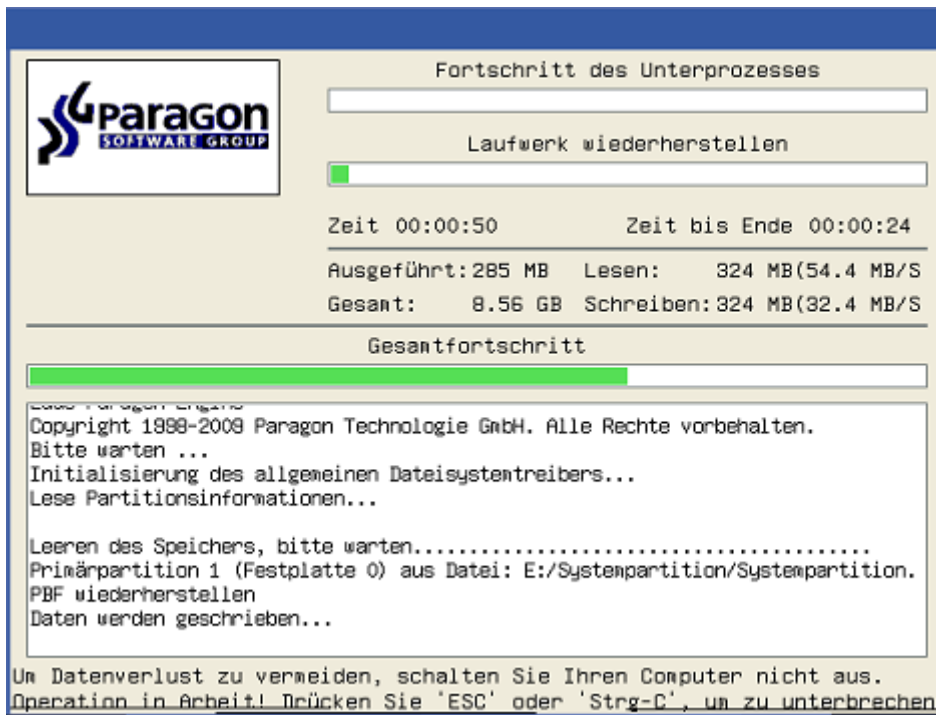 Paragon
SOFTWARE GROUP
Fortschritt des Unterprozesses
Laufwerk wiederherstellen
Zeit 00:00:50 Zeit bis Ende 00:00:24
Ausgeführt: 285 MB Lesen: 324 MB(54.4 MB/S
Gesamt: 8.56 GB Schreiben: 324 MB(32.4 MB/S
Gesamtfortschritt
Paragon Engine
Copyright 1998-2009 Paragon Technologie GmbH. Alle Rechte vorbehalten.
Bitte warten ...
Initialisierung des allgemeinen Dateisystemtreibers...
Lese Partitionsinformationen...
Leeren des Speichers, bitte warten.........................................
Primärpartition 1 (Festplatte 0) aus Datei: E:/Systempartition/Systempartition.
PBF wiederherstellen
Daten werden geschrieben...
Um Datenverlust zu vermeiden, schalten Sie Ihren Computer nicht aus.
Operation in Arbeit! Drücken Sie 'ESC' oder 'Strg-C', um zu unterbrechen